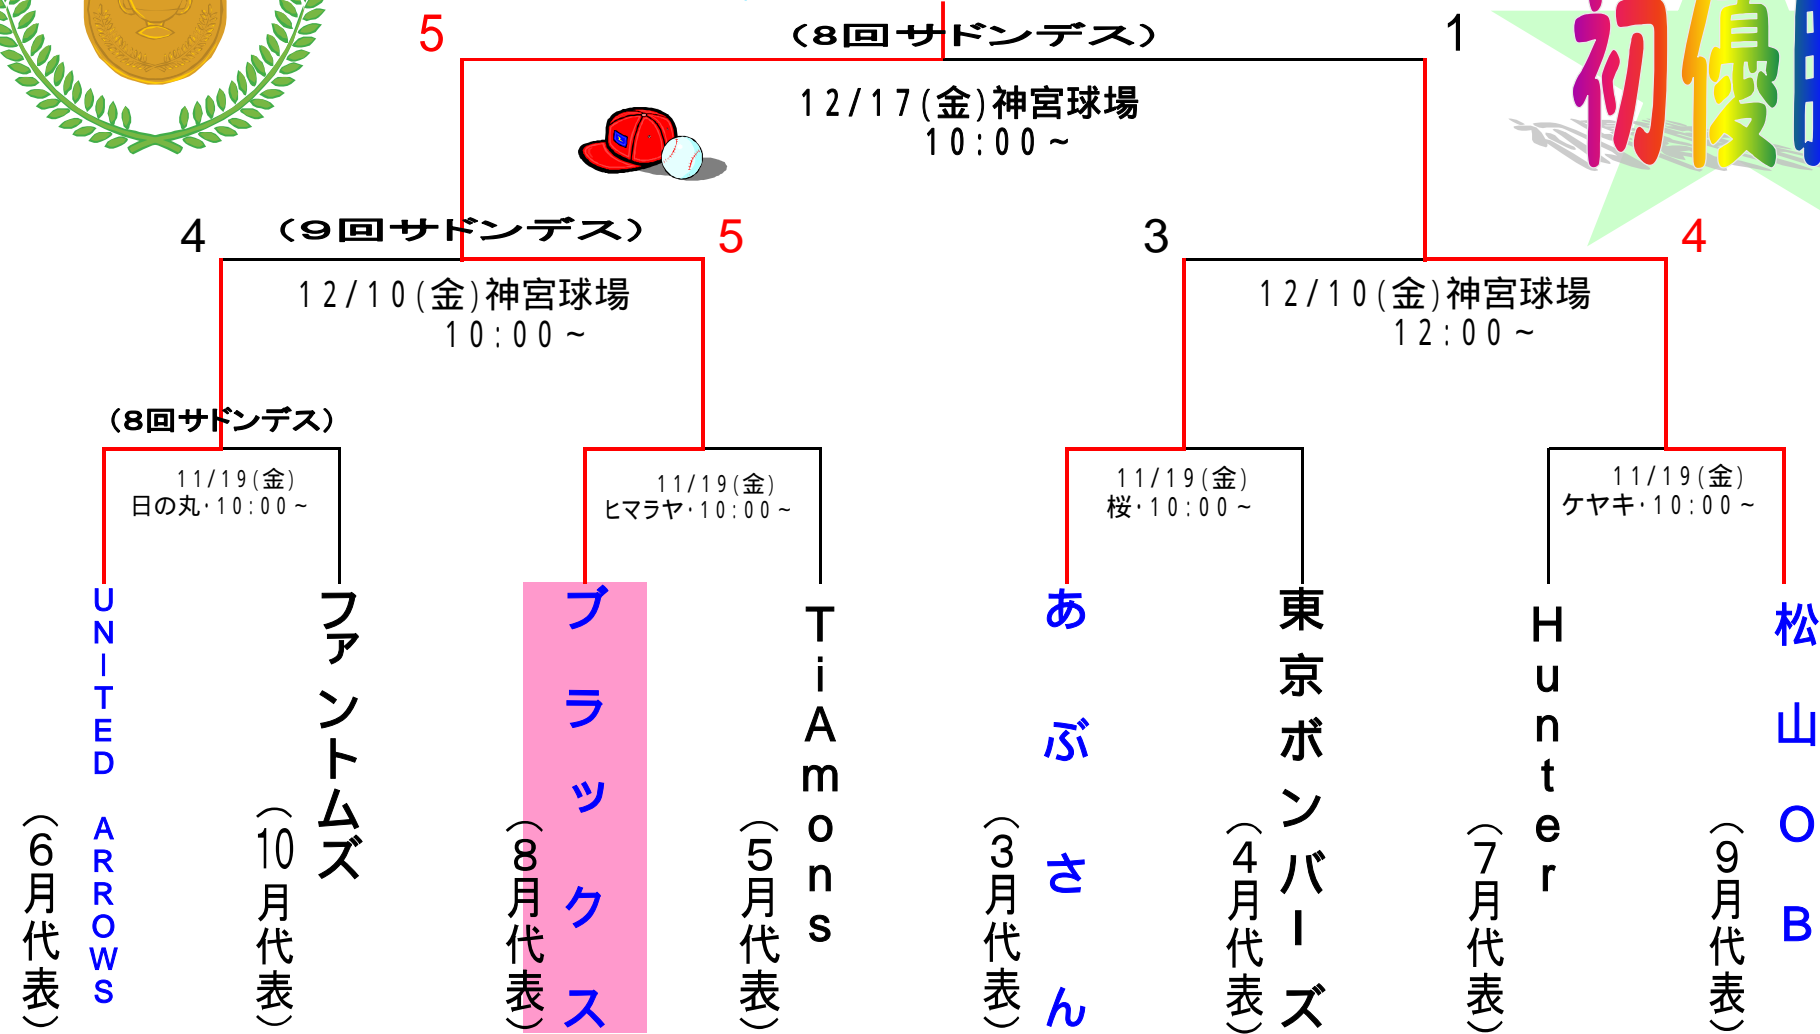 5
(8回サドンデス)
1
初優
12/17(金)神宮球場
10:00~
4
(9回サドンデス)
5
3
4
12/10(金)神宮球場
10:00~
12/10(金)神宮球場
12:00~
(8回サドンデス)
11/19(金)
日の丸・10:00~
11/19(金)
ヒマラヤ・10:00~
11/19(金)
桜・10:00~
11/19(金)
ケヤキ・10:00~
UNITED ARROWS
(6月代表)
ファントムズ
(10月代表)
ブラックス
(8月代表)
TiAmons
(5月代表)
あぶさん
(3月代表)
東京ボンバーズ
(4月代表)
Hunter
(7月代表)
松山OB
(9月代表)